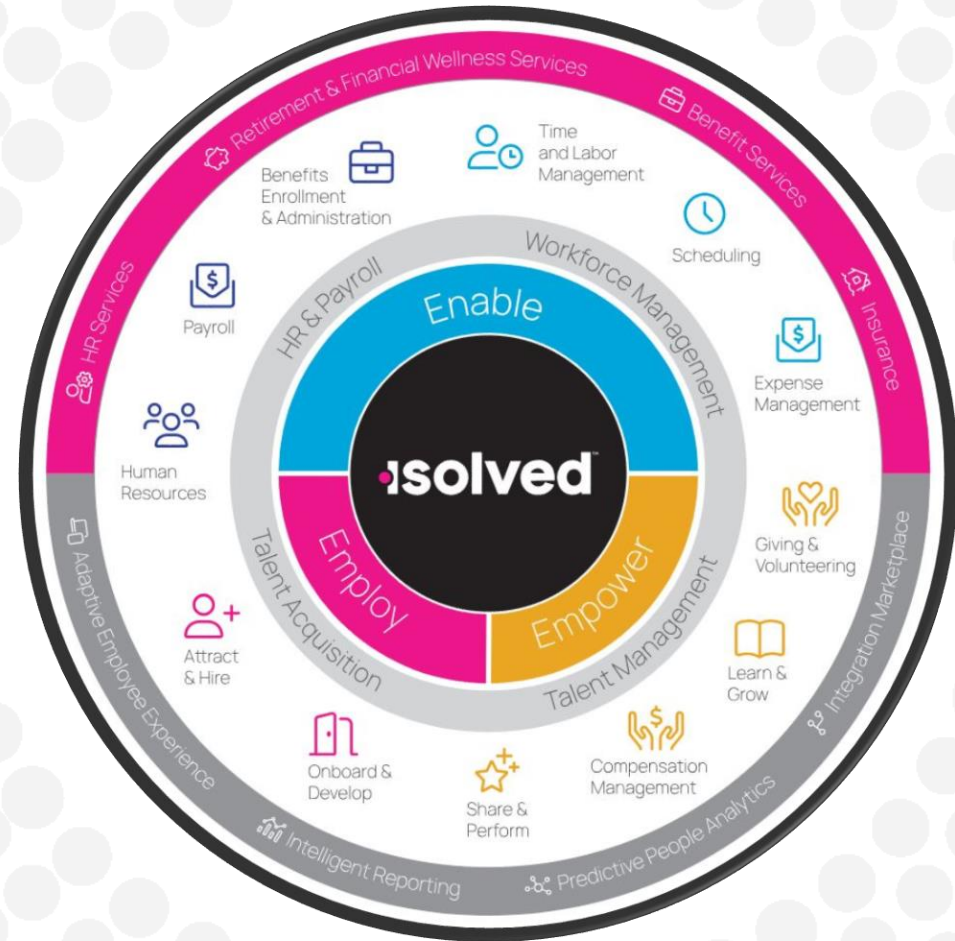 Retirement & Financial Wellness Services
Benefit Services
HR Services
Insurance
Benefits
Enrollment
& Administration
Time
and Labor
Management
Scheduling
Payroll
Expense
Management
Human
Resources
HR & Payroll
Workforce Management
Enable
ısolved™
Employ
Empower
Talent Acquisition
Talent Management
Giving &
Volunteering
Learn &
Grow
Compensation
Management
Share &
Perform
Onboard &
Develop
Attract
& Hire
Adaptive Employee Experience
Intelligent Reporting
Predictive People Analytics
Integration Marketplace